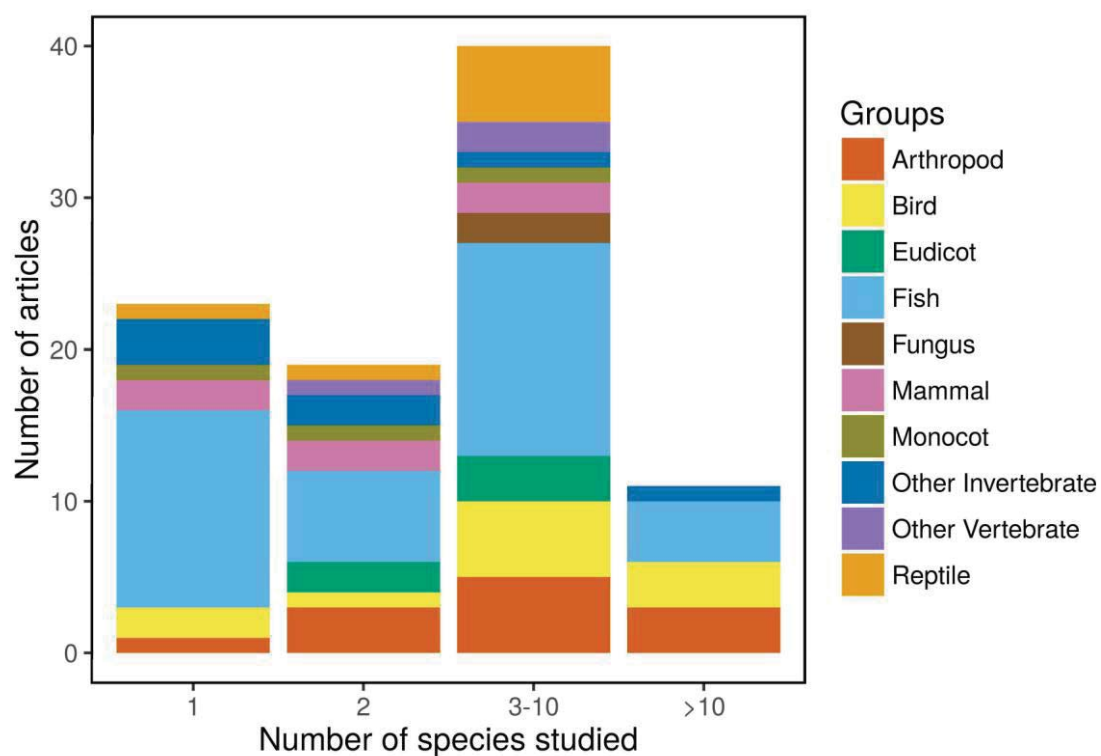 40
30
20
10
0
Number of articles
1 2 3-10 >10
Number of species studied
Groups
Arthropod
Bird
Eudicot
Fish
Fungus
Mammal
Monocot
Other Invertebrate
Other Vertebrate
Reptile